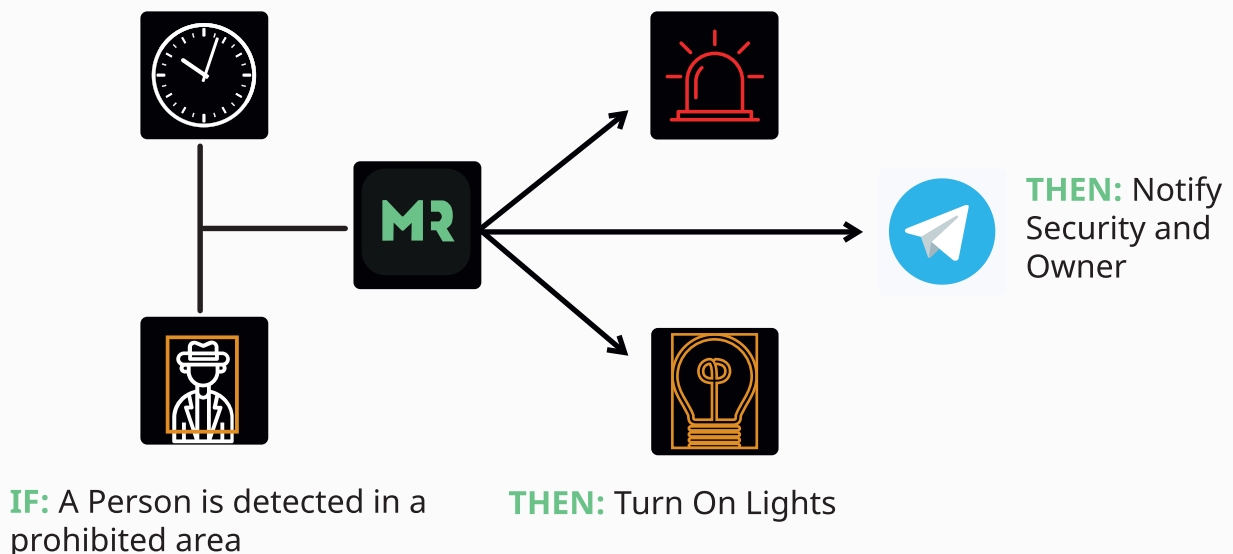 MR
THEN: Notify
Security and
Owner
IF: A Person is detected in a
prohibited area
THEN: Turn On Lights